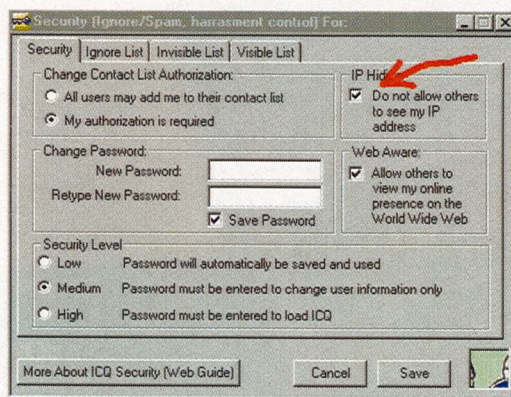 Security (Ignore/Spam, harrasment control) For:
Security
Ignore List
Invisible List
Visible List
Change Contact List Authorization:
All users may add me to their contact list
My authorization is required
IP Hid
Do not allow others
to see my IP
address
Change Password:
New Password:
Retype New Password:
Save Password
Web Aware:
Allow others to
view my online
presence on the
World Wide Web
Security Level
Low Password will automatically be saved and used
Medium Password must be entered to change user information only
High Password must be entered to load ICQ
More About ICQ Security (Web Guide)
Cancel
Save